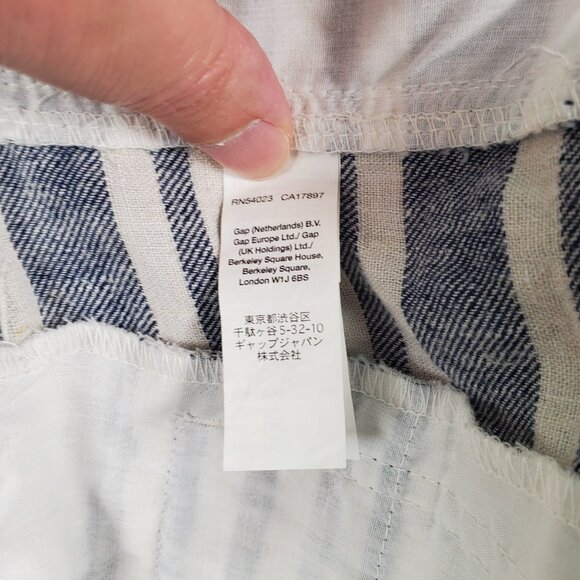 RN54023 CA17897
Gap (Netherlands) B.V.
Gap Europe Ltd./ Gap
(UK Holdings) Ltd./
Berkeley Square House,
Berkeley Square,
London W1J 6BS
東京都渋谷区
千駄ヶ谷5-32-10
ギャップジャパン
株式会社